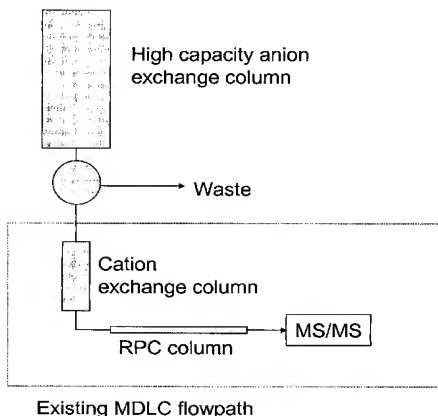 High capacity anion
exchange column
Waste
Cation
exchange column
MS/MS
RPC column
Existing MDLC flowpath